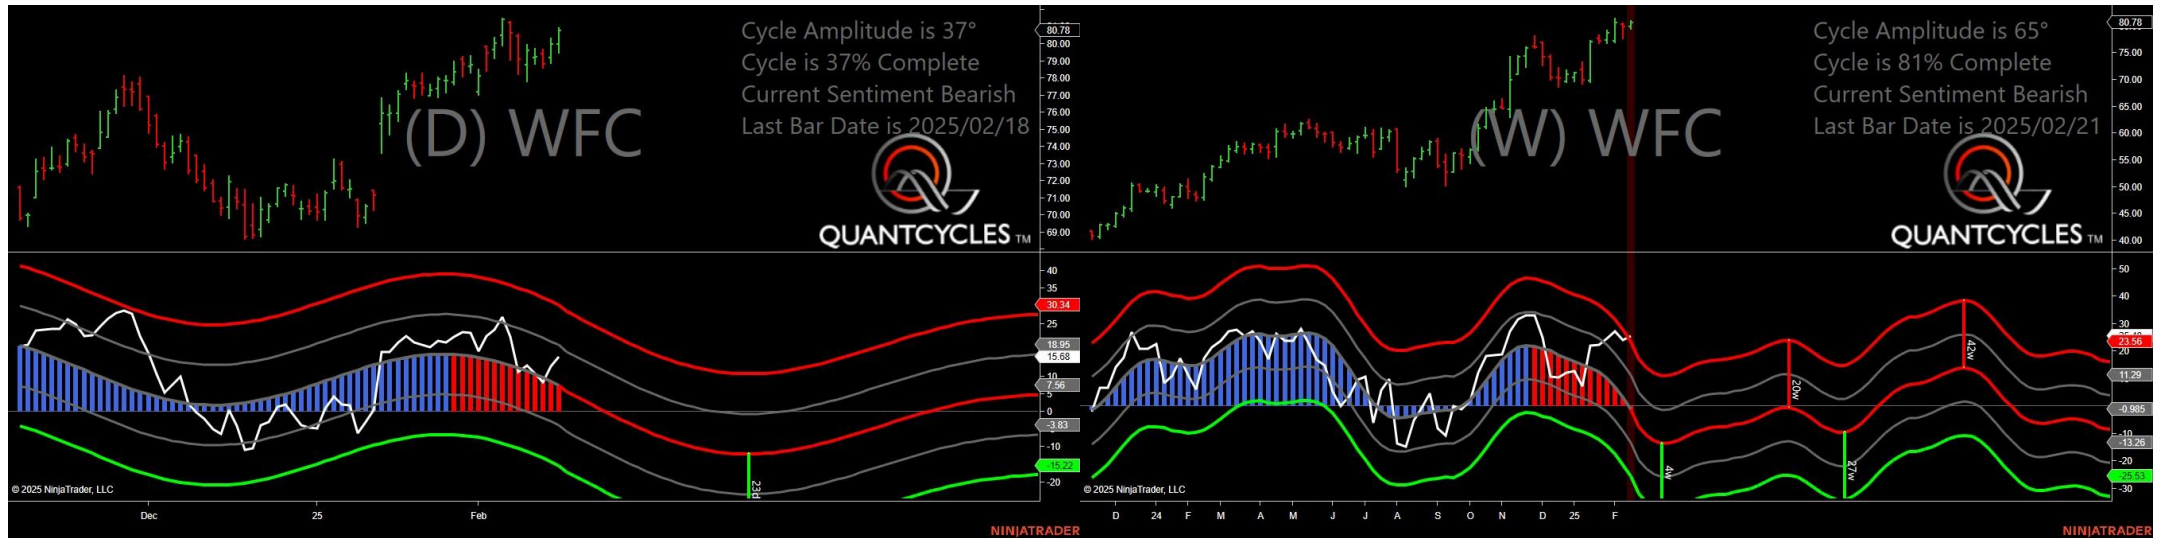 Cycle Amplitude is 37°
Cycle is 37% Complete
Current Sentiment Bearish
Last Bar Date is 2025/02/18
(D) WFC
QUANTCYCLES TM
80.78
80.00
79.00
78.00
77.00
76.00
75.00
74.00
73.00
72.00
71.00
70.00
69.00
40
35
30.34
25
18.95
15.68
10
7.56
5
0
-3.83
-10
-15.22
-20
23d
© 2025 NinjaTrader, LLC
Dec 25 Feb
NINJATRADER
Cycle Amplitude is 65°
Cycle is 81% Complete
Current Sentiment Bearish
Last Bar Date is 2025/02/21
(W) WFC
QUANTCYCLES TM
80.78
75.00
70.00
65.00
60.00
55.00
50.00
45.00
40.00
50
40
30
23.56
20
11.29
-0.985
-10
-13.26
-20
-25.53
-30
4w
20w
27w
42w
© 2025 NinjaTrader, LLC
D 24 F M A M J J A S O N D 25 F
NINJATRADER